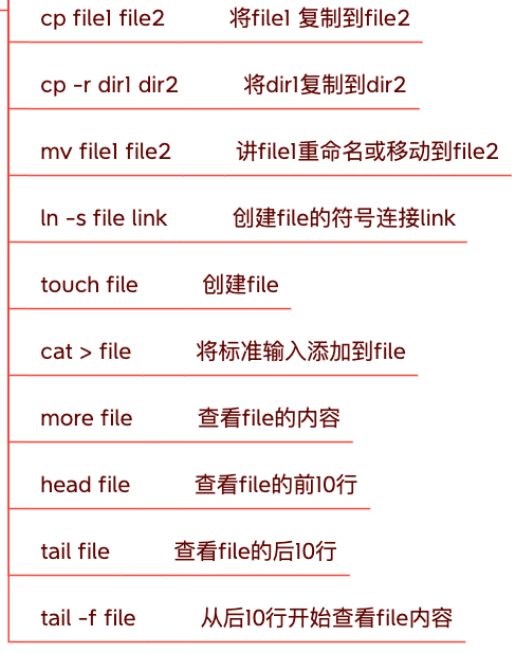 cp file1 file2 将file1 复制到file2
cp -r dir1 dir2 将dir1复制到dir2
mv file1 file2 讲file1重命名或移动到file2
ln -s file link 创建file的符号连接link
touch file 创建file
cat > file 将标准输入添加到file
more file 查看file的内容
head file 查看file的前10行
tail file 查看file的后10行
tail -f file 从后10行开始查看file内容